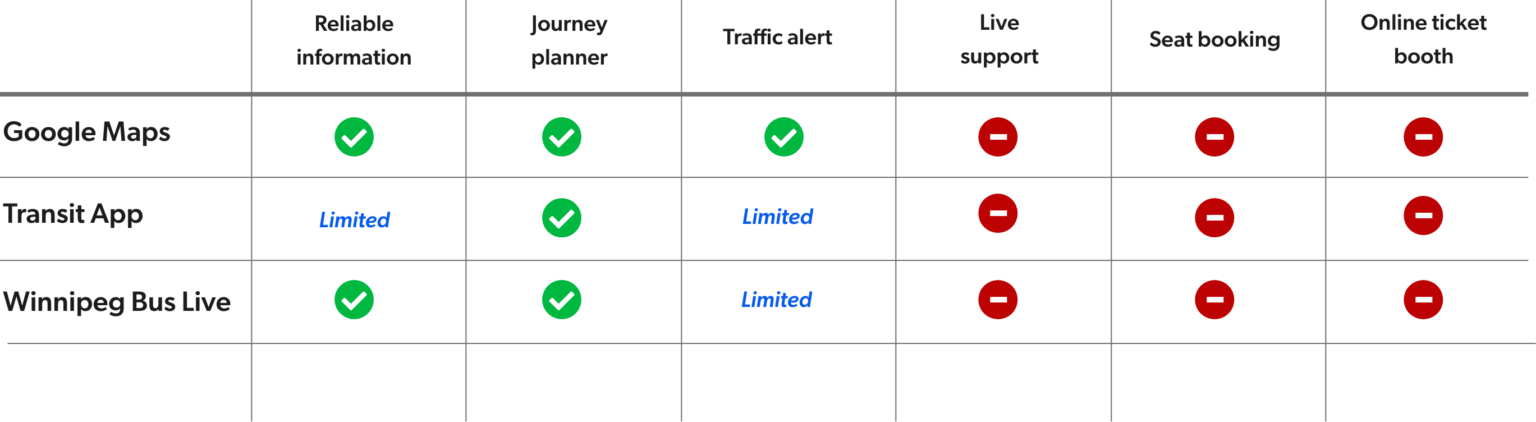 Reliable
information
Journey
planner
Traffic alert
Live
support
Seat booking
Online ticket
booth
Google Maps
Transit App
Limited
Limited
Winnipeg Bus Live
Limited